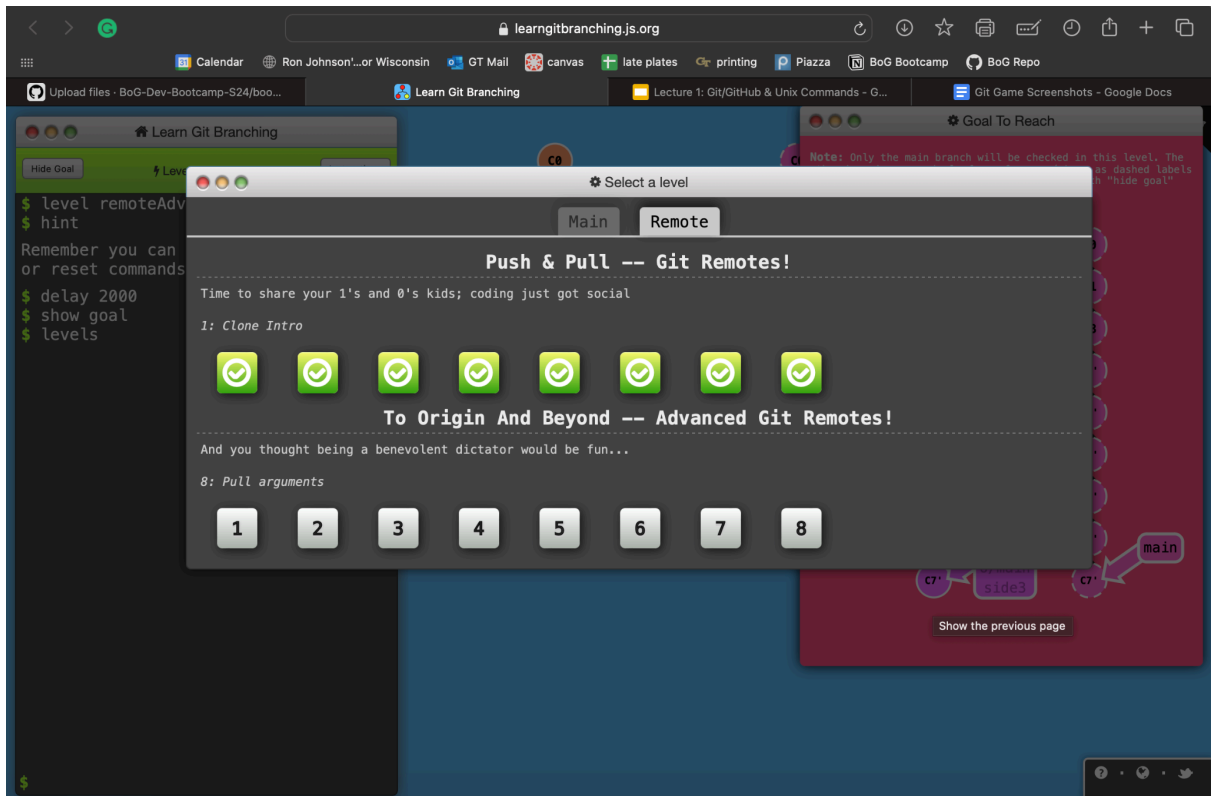 learngitbranching.js.org
31 Calendar Ron Johnson'...or Wisconsin GT Mail canvas late plates GT printing Piazza BoG Bootcamp BoG Repo
Upload files · BoG-Dev-Bootcamp-S24/boo... Learn Git Branching Lecture 1: Git/GitHub & Unix Commands - G... Git Game Screenshots - Google Docs
Learn Git Branching
Goal To Reach
Hide Goal
Leve
C0
Note: Only the main branch will be checked in this level. The
as dashed labels
h "hide goal"
$ level remoteAdv
$ hint
Remember you can
or reset commands
$ delay 2000
$ show goal
$ levels
$
Select a level
Main Remote
Push & Pull -- Git Remotes!
Time to share your 1's and 0's kids; coding just got social
1: Clone Intro
To Origin And Beyond -- Advanced Git Remotes!
And you thought being a benevolent dictator would be fun...
8: Pull arguments
1 2 3 4 5 6 7 8
main
C7' side3 C7'
Show the previous page